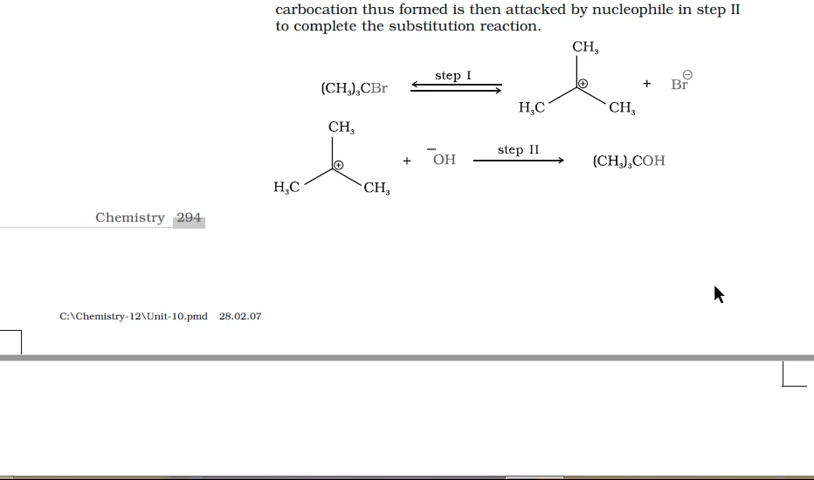 carbocation thus formed is then attacked by nucleophile in step II
to complete the substitution reaction.
CH₃
(CH₃)₃CBr step I H₃C ⊕ CH₃ + Br⊖
CH₃
H₃C ⊕ CH₃ + ⁻OH step II (CH₃)₃COH
Chemistry 294
C:\Chemistry-12\Unit-10.pmd 28.02.07